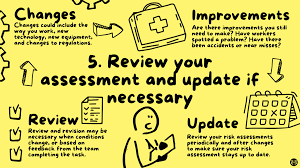 Changes
Changes could include the
way you work, new
technology, new equipment,
and changes to regulations.
Improvements
Are there improvements you still
need to make? Have workers
spotted a problem? Have there
been accidents or near misses?
5. Review your
assessment and update if
necessary
Review
Review and revision may be
necessary when conditions
change, or based on
feedback from the team
completing the task.
Update
Review your risk assessments
periodically and after changes
to make sure your risk
assessment stays up to date.